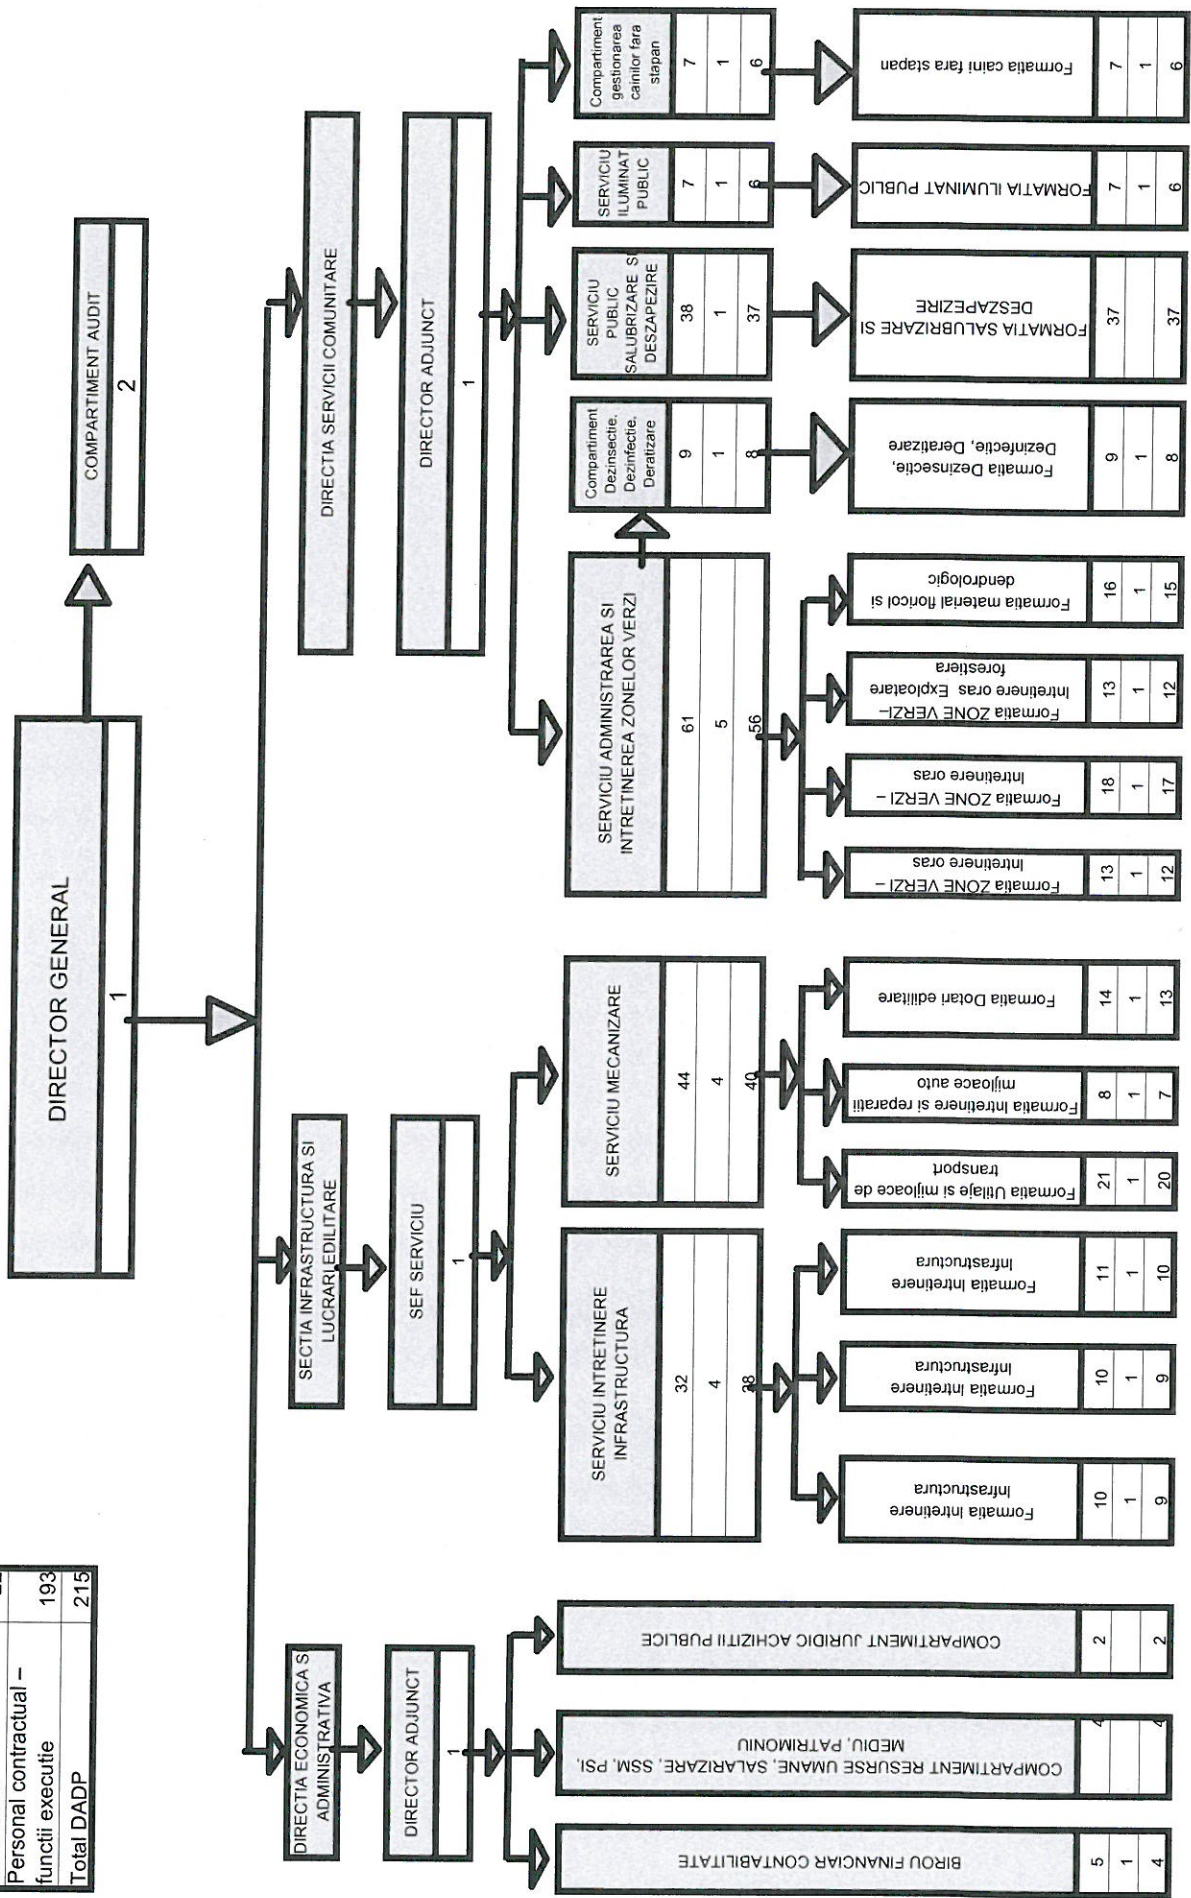 Personal contractual –
functii executie
193
Total DADP
215
DIRECTOR GENERAL
1
COMPARTIMENT AUDIT
2
DIRECTIA ECONOMICA S
ADMINISTRATIVA
DIRECTOR ADJUNCT
1
SECTIA INFRASTRUCTURA SI
LUCRARI EDILITARE
SEF SERVICIU
1
DIRECTIA SERVICII COMUNITARE
DIRECTOR ADJUNCT
1
BIROU FINANCIAR CONTABILITATE
5
1
4
COMPARTIMENT RESURSE UMANE, SALARIZARE, SSM, PSI,
MEDIU, PATRIMONIU
4
4
COMPARTIMENT JURIDIC ACHIZITII PUBLICE
2
2
SERVICIU INTRETINERE
INFRASTRUCTURA
32
4
28
SERVICIU MECANIZARE
44
4
40
SERVICIU ADMINISTRAREA SI
INTRETINEREA ZONELOR VERZI
61
5
56
Compartiment
Dezinsectie,
Dezinfectie,
Deratizare
9
1
8
SERVICIU
PUBLIC
SALUBRIZARE SI
DESZAPEZIRE
38
1
37
SERVICIU
ILUMINAT
PUBLIC
7
1
6
Compartiment
gestionarea
cainilor fara
stapan
7
1
6
Formatia Intretinere
Infrastructura
10
1
9
Formatia Intretinere
Infrastructura
10
1
9
Formatia Intretinere
Infrastructura
11
1
10
Formatia Utilaje si mijloace de
transport
21
1
20
Formatia Intretinere si reparatii
mijloace auto
8
1
7
Formatia Dotari edilitare
14
1
13
Formatia ZONE VERZI –
Intretinere oras
13
1
12
Formatia ZONE VERZI –
Intretinere oras
18
1
17
Formatia ZONE VERZI–
Intretinere oras Exploatare
forestiera
13
1
12
Formatia material floricol si
dendrologic
16
1
15
Formatia Dezinsectie,
Dezinfectie, Deratizare
9
1
8
FORMATIA SALUBRIZARE SI
DESZAPEZIRE
37
37
FORMATIA ILUMINAT PUBLIC
7
1
6
Formatia caini fara stapan
7
1
6